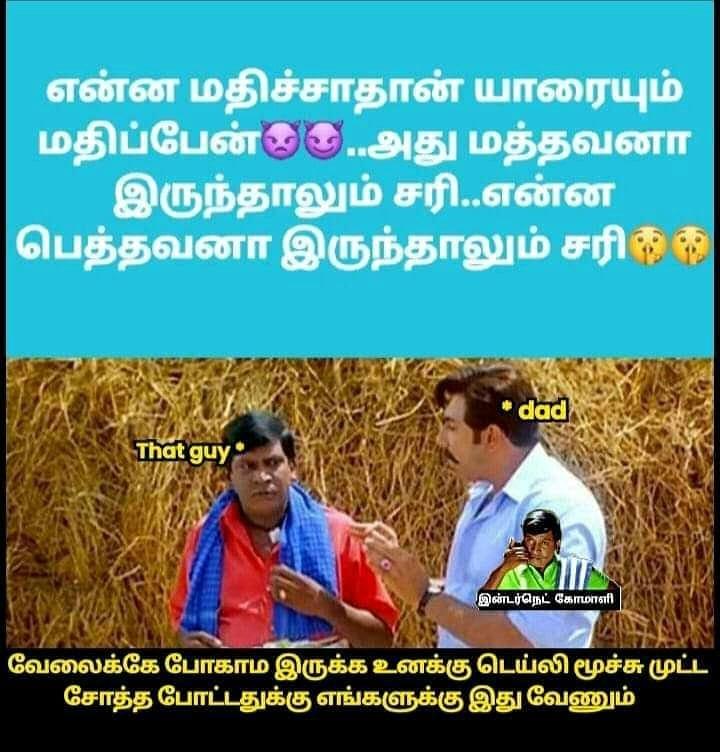 என்ன மதிச்சாதான் யாரையும்
மதிப்பேன்👿😈..அது மத்தவனா
இருந்தாலும் சரி..என்ன
பெத்தவனா இருந்தாலும் சரி🤫🤫
* dad
That guy *
இன்டர்நெட் கோமாளி
வேலைக்கே போகாம இருக்க உனக்கு டெய்லி மூச்சு முட்ட
சோத்த போட்டதுக்கு எங்களுக்கு இது வேணும்